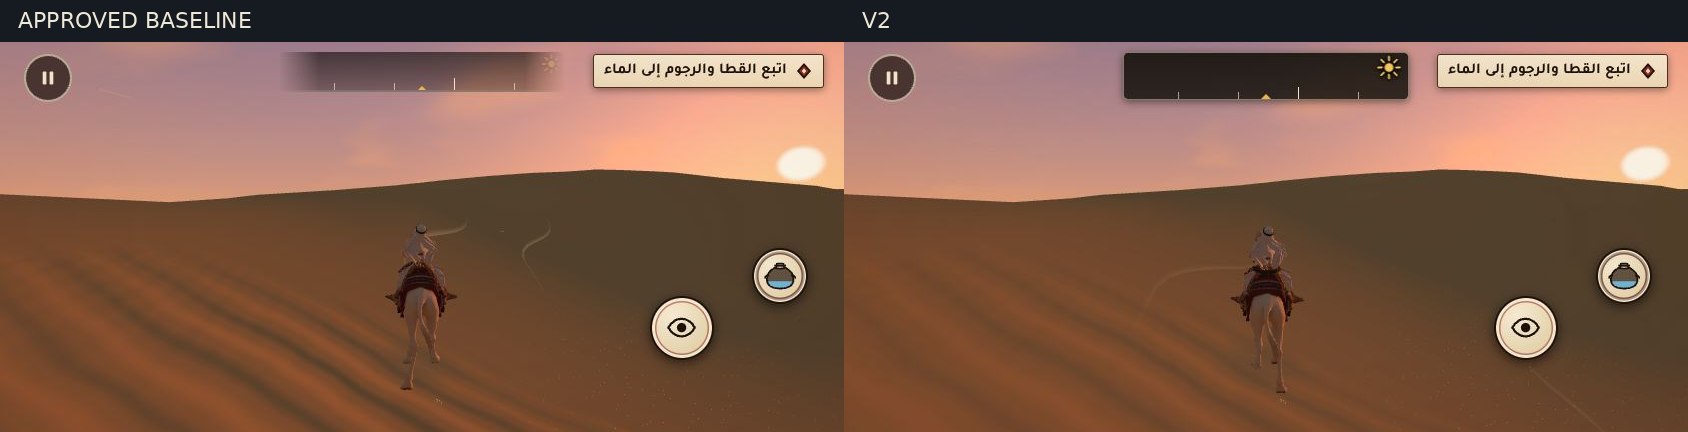 APPROVED BASELINE
V2
اتبع القطا والرجوم إلى الماء
اتبع القطا والرجوم إلى الماء